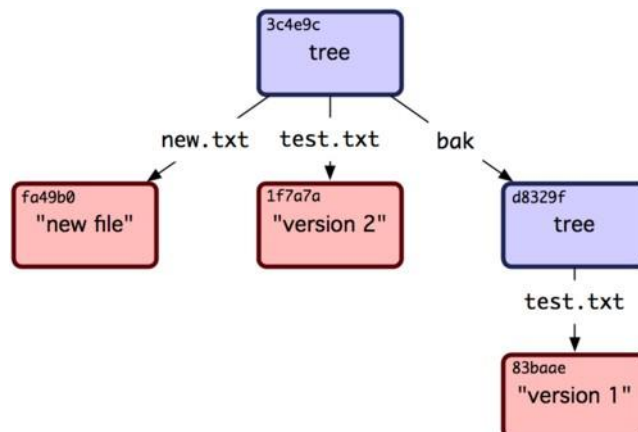 3c4e9c
tree
new.txt
test.txt
bak
fa49b0
"new file"
1f7a7a
"version 2"
d8329f
tree
test.txt
83baae
"version 1"